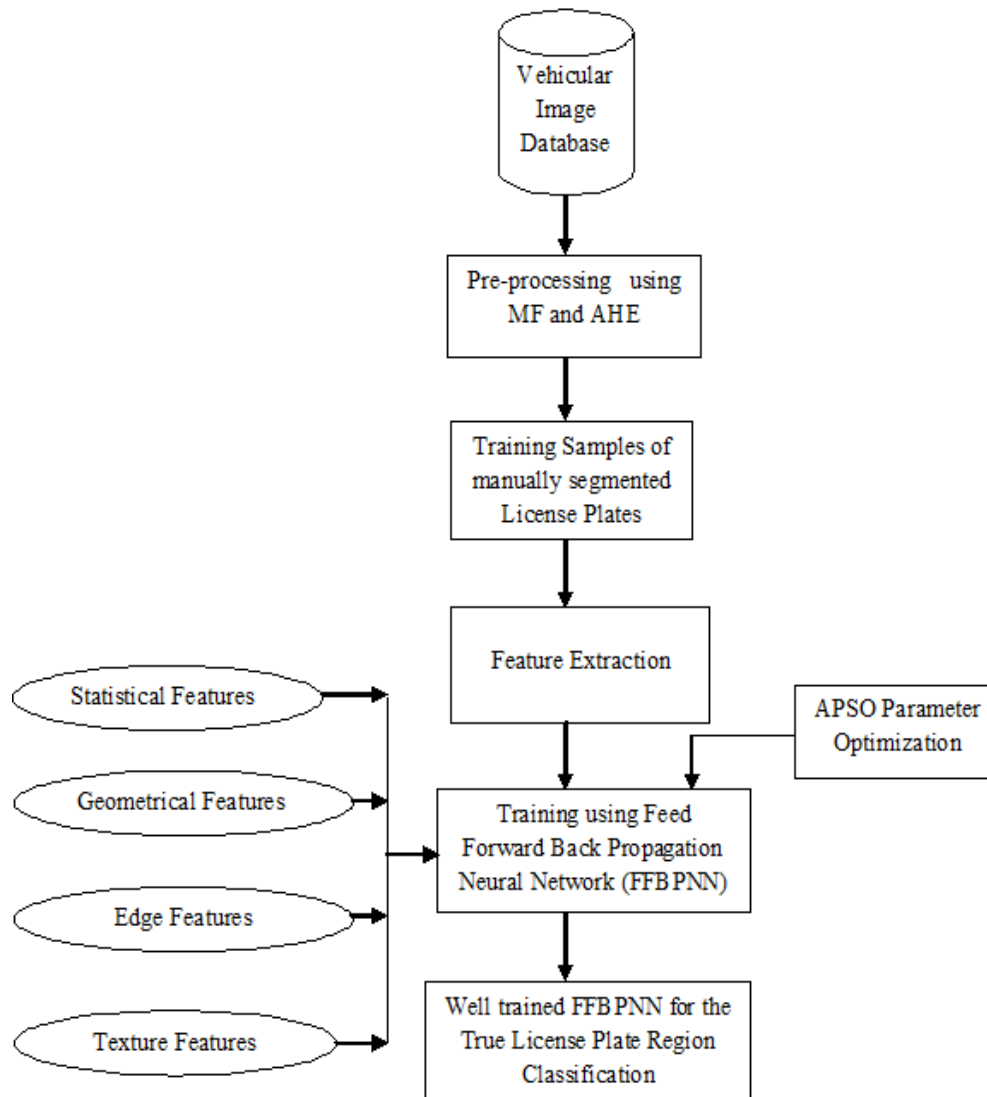 Vehicular
Image
Database
Pre-processing using
MF and AHE
Training Samples of
manually segmented
License Plates
Feature Extraction
Statistical Features
APSO Parameter
Optimization
Geometrical Features
Training using Feed
Forward Back Propagation
Neural Network (FFBPNN)
Edge Features
Well trained FFBPNN for the
True License Plate Region
Classification
Texture Features